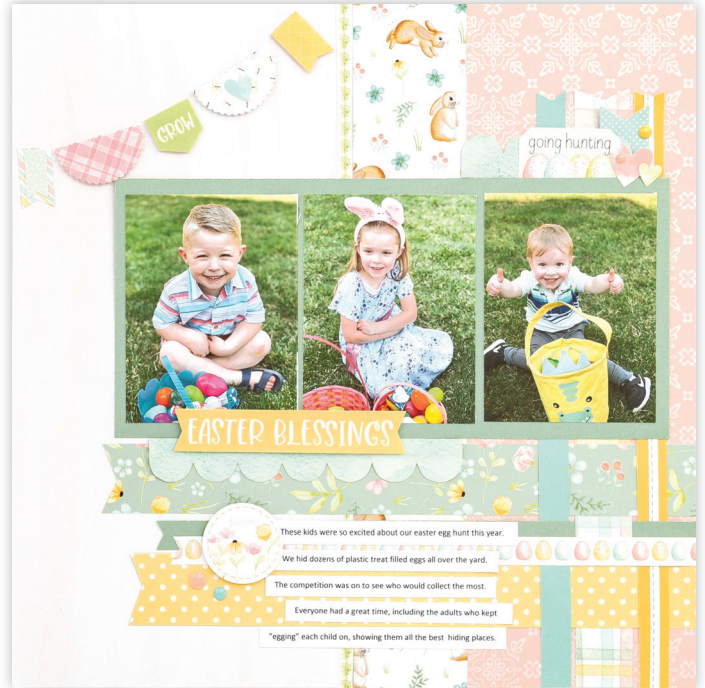 GROW
going hunting
EASTER BLESSINGS
These kids were so excited about our easter egg hunt this year.
We hid dozens of plastic treat filled eggs all over the yard.
The competition was on to see who would collect the most.
Everyone had a great time, including the adults who kept
"egging" each child on, showing them all the best hiding places.